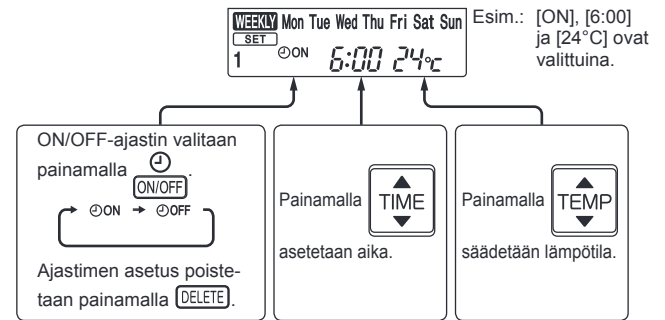 WEEKLY Mon Tue Wed Thu Fri Sat Sun
SET
1 ON 6:00 24°C
Esim.: [ON], [6:00]
ja [24°C] ovat
valittuina.
ON/OFF-ajastin valitaan
painamalla ON/OFF.
ON OFF
Ajastimen asetus poiste-
taan painamalla DELETE.
Painamalla TIME
asetetaan aika.
Painamalla TEMP
säädetään lämpötila.